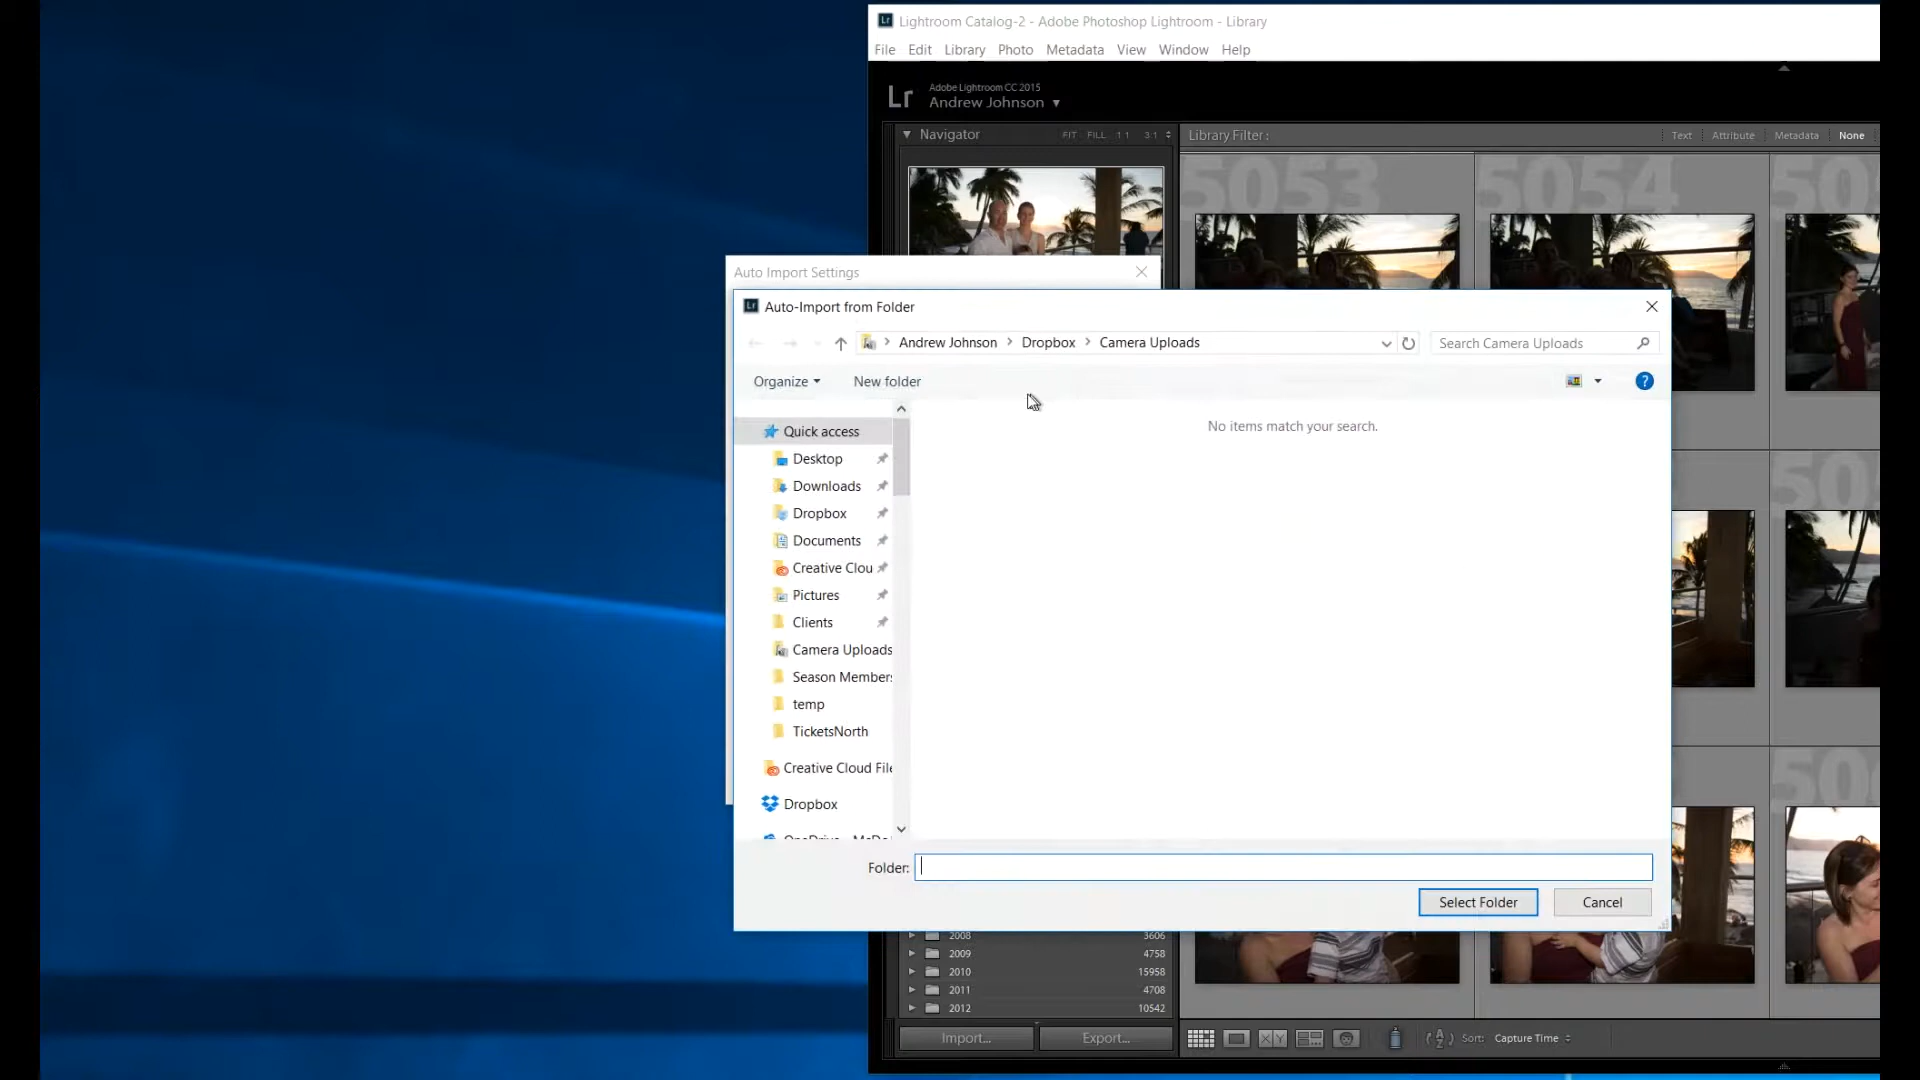 Lightroom Catalog-2 - Adobe Photoshop Lightroom - Library
File Edit Library Photo Metadata View Window Help
Lr
Adobe Lightroom CC 2015
Andrew Johnson
Navigator FIT FILL 1:1 3:1
Library Filter : Text Attribute Metadata None
5053 5054
Auto Import Settings
Lr Auto-Import from Folder
Andrew Johnson > Dropbox > Camera Uploads
Search Camera Uploads
Organize New folder
?
No items match your search.
Quick access
Desktop
Downloads
Dropbox
Documents
Creative Clou
Pictures
Clients
Camera Uploads
Season Members
temp
TicketsNorth
Creative Cloud File
Dropbox
Folder:
Select Folder Cancel
2008 3606
2009 4758
2010 15958
2011 4708
2012 10542
Import... Export...
XY
Sort: Capture Time